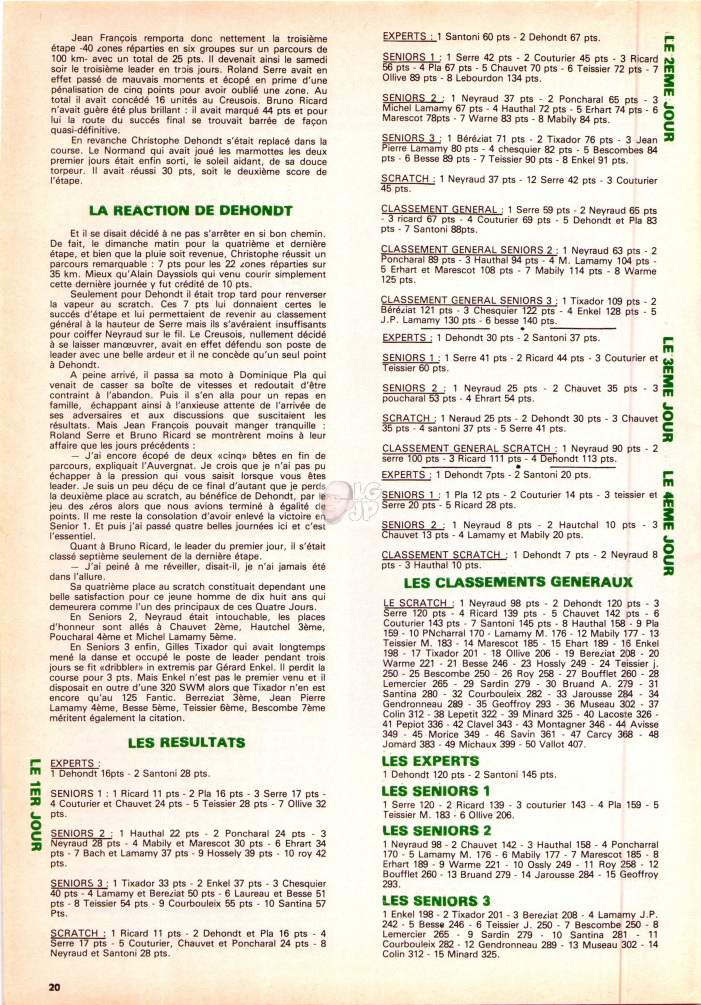 Jean François remporta donc nettement la troisième
étape -40 zones réparties en six groupes sur un parcours de
100 km- avec un total de 25 pts. Il devenait ainsi le samedi
soir le troisième leader en trois jours. Roland Serre avait en
effet passé de mauvais moments et écopé en prime d'une
pénalisation de cinq points pour avoir oublié une zone. Au
total il avait concédé 16 unités au Creusois. Bruno Ricard
n'avait guère été plus brillant : il avait marqué 44 pts et pour
lui la route du succés final se trouvait barrée de façon
quasi-définitive.
En revanche Christophe Dehondt s'était replacé dans la
course. Le Normand qui avait joué les marmottes les deux
premier jours était enfin sorti, le soleil aidant, de sa douce
torpeur. Il avait réussi 30 pts, soit le deuxième score de
l'étape.
LA REACTION DE DEHONDT
Et il se disait décidé à ne pas s'arrêter en si bon chemin.
De fait, le dimanche matin pour la quatrième et dernière
étape, et bien que la pluie soit revenue, Christophe réussit un
parcours remarquable : 7 pts pour les 22 zones réparties sur
35 km. Mieux qu'Alain Dayssiols qui venu courir simplement
cette dernière journée y fut crédité de 10 pts.
Seulement pour Dehondt il était trop tard pour renverser
la vapeur au scratch. Ces 7 pts lui donnaient certes le
succés d'étape et lui permettaient de revenir au classement
général à la hauteur de Serre mais ils s'avéraient insuffisants
pour coiffer Neyraud sur le fil. Le Creusois, nullement décidé
à se laisser manœuvrer, avait en effet défendu son poste de
leader avec une belle ardeur et il ne concède qu'un seul point
à Dehondt.
A peine arrivé, il passa sa moto à Dominique Pla qui
venait de casser sa boîte de vitesses et redoutait d'être
contraint à l'abandon. Puis il s'en alla pour un repas en
famille, échappant ainsi à l'anxieuse attente de l'arrivée de
ses adversaires et aux discussions que suscitaient les
résultats. Mais Jean François pouvait manger tranquille :
Roland Serre et Bruno Ricard se montrèrent moins à leur
affaire que les jours précédents :
— J'ai encore écopé de deux «cinq» bêtes en fin de
parcours, expliquait l'Auvergnat. Je crois que je n'ai pas pu
échapper à la pression qui vous saisit lorsque vous êtes
leader. Je suis un peu déçu de ce final d'autant que je perds
la deuxième place au scratch, au bénéfice de Dehondt, par le
jeu des zéros alors que nous avions terminé à égalité de
points. Il me reste la consolation d'avoir enlevé la victoire en
Senior 1. Et puis j'ai passé quatre belles journées ici et c'est
l'essentiel.
Quant à Bruno Ricard, le leader du premier jour, il s'était
classé septième seulement de la dernière étape.
— J'ai peiné à me réveiller, disait-il, je n'ai jamais été
dans l'allure.
Sa quatrième place au scratch constituait dependant une
belle satisfaction pour ce jeune homme de dix huit ans qui
demeurera comme l'un des principaux de ces Quatre Jours.
En Seniors 2, Neyraud était intouchable, les places
d'honneur sont allés à Chauvet 2ème, Hautchel 3ème,
Poucharal 4ème et Michel Lamamy 5ème.
En Seniors 3 enfin, Gilles Tixador qui avait longtemps
mené la danse et occupé le poste de leader pendant trois
jours se fit «dribbler» in extremis par Gérard Enkel. Il perdit la
course pour 3 pts. Mais Enkel n'est pas le premier venu et il
disposait en outre d'une 320 SWM alors que Tixador n'en est
encore qu'au 125 Fantic. Berreziat 3ème, Jean Pierre
Lamamy 4ème, Besse 5ème, Teissier 6ème, Bescombe 7ème
méritent également la citation.
LES RESULTATS
LE 1ER JOUR
EXPERTS :
1 Dehondt 16pts - 2 Santoni 28 pts.
SENIORS 1 : 1 Ricard 11 pts - 2 Pla 16 pts - 3 Serre 17 pts -
4 Couturier et Chauvet 24 pts - 5 Teissier 28 pts - 7 Ollive 32
pts.
SENIORS 2 : 1 Hauthal 22 pts - 2 Poncharal 24 pts - 3
Neyraud 28 pts - 4 Mabily et Marescot 30 pts - 6 Ehrart 34
pts - 7 Bach et Lamamy 37 pts - 9 Hossely 39 pts - 10 roy 42
pts.
SENIORS 3 : 1 Tixador 33 pts - 2 Enkel 37 pts - 3 Chesquier
40 pts - 4 Lamamy et Bereziat 50 pts - 6 Laureau et Besse 51
pts - 8 Teissier 54 pts - 9 Courbouleix 55 pts - 10 Santina 57
Pts.
SCRATCH : 1 Ricard 11 pts - 2 Dehondt et Pla 16 pts - 4
Serre 17 pts - 5 Couturier, Chauvet et Poncharal 24 pts - 8
Neyraud et Santoni 28 pts.
20
EXPERTS : 1 Santoni 60 pts - 2 Dehondt 67 pts.
SENIORS 1 : 1 Serre 42 pts - 2 Couturier 45 pts - 3 Ricard
56 pts - 4 Pla 67 pts - 5 Chauvet 70 pts - 6 Teissier 72 pts - 7
Ollive 89 pts - 8 Lebourdon 134 pts.
SENIORS 2 : 1 Neyraud 37 pts - 2 Poncharal 65 pts - 3
Michel Lamamy 67 pts - 4 Hauthal 72 pts - 5 Erhart 74 pts - 6
Marescot 78pts - 7 Warne 83 pts - 8 Mabily 84 pts.
SENIORS 3 : 1 Béréziat 71 pts - 2 Tixador 76 pts - 3 Jean
Pierre Lamamy 80 pts - 4 chesquier 82 pts - 5 Bescombes 84
pts - 6 Besse 89 pts - 7 Teissier 90 pts - 8 Enkel 91 pts.
SCRATCH : 1 Neyraud 37 pts - 12 Serre 42 pts - 3 Couturier
45 pts.
CLASSEMENT GENERAL : 1 Serre 59 pts - 2 Neyraud 65 pts
- 3 ricard 67 pts - 4 Couturier 69 pts - 5 Dehondt et Pla 83
pts - 7 Santoni 88pts.
CLASSEMENT GENERAL SENIORS 2 : 1 Neyraud 63 pts - 2
Poncharal 89 pts - 3 Hauthal 94 pts - 4 M. Lamamy 104 pts -
5 Erhart et Marescot 108 pts - 7 Mabily 114 pts - 8 Warme
125 pts.
CLASSEMENT GENERAL SENIORS 3 : 1 Tixador 109 pts - 2
Béréziat 121 pts - 3 Chesquier 122 pts - 4 Enkel 128 pts - 5
J.P. Lamamy 130 pts - 6 besse 140 pts.
LE 2EME JOUR
EXPERTS : 1 Dehondt 30 pts - 2 Santoni 37 pts.
SENIORS 1 : 1 Serre 41 pts - 2 Ricard 44 pts - 3 Couturier et
Teissier 60 pts.
SENIORS 2 : 1 Neyraud 25 pts - 2 Chauvet 35 pts - 3
poucharal 53 pts - 4 Ehrart 54 pts.
SCRATCH : 1 Neraud 25 pts - 2 Dehondt 30 pts - 3 Chauvet
35 pts - 4 santoni 37 pts - 5 Serre 41 pts.
CLASSEMENT GENERAL SCRATCH : 1 Neyraud 90 pts - 2
serre 100 pts - 3 Ricard 111 pts - 4 Dehondt 113 pts.
LE 3EME JOUR
EXPERTS : 1 Dehondt 7pts - 2 Santoni 20 pts.
SENIORS 1 : 1 Pla 12 pts - 2 Couturier 14 pts - 3 teissier et
Serre 20 pts - 5 Ricard 28 pts.
SENIORS 2 : 1 Neyraud 8 pts - 2 Hautchal 10 pts - 3
Chauvet 13 pts - 4 Lamamy et Mabily 20 pts.
CLASSEMENT SCRATCH : 1 Dehondt 7 pts - 2 Neyraud 8
pts - 3 Hauthal 10 pts.
LE 4EME JOUR
LES CLASSEMENTS GENERAUX
LE SCRATCH : 1 Neyraud 98 pts - 2 Dehondt 120 pts - 3
Serre 120 pts - 4 Ricard 139 pts - 5 Chauvet 142 pts - 6
Couturier 143 pts - 7 Santoni 145 pts - 8 Hauthal 158 - 9 Pla
159 - 10 PNcharral 170 - Lamamy M. 176 - 12 Mabily 177 - 13
Teissier M. 183 - 14 Marescot 185 - 15 Ehart 189 - 16 Enkel
198 - 17 Tixador 201 - 18 Ollive 206 - 19 Bereziat 208 - 20
Warme 221 - 21 Besse 246 - 23 Hossly 249 - 24 Teissier j.
250 - 25 Bescombe 250 - 26 Roy 258 - 27 Boufflet 260 - 28
Lemercier 265 - 29 Sardin 279 - 30 Bruand A. 279 - 31
Santina 280 - 32 Courbouleix 282 - 33 Jarousse 284 - 34
Gendronneau 289 - 35 Geoffroy 293 - 36 Museau 302 - 37
Colin 312 - 38 Lepetit 322 - 39 Minard 325 - 40 Lacoste 326 -
41 Pepiot 336 - 42 Clavel 343 - 43 Montagner 346 - 44 Avisse
349 - 45 Morice 349 - 46 Savin 361 - 47 Carcy 368 - 48
Jomard 383 - 49 Michaux 399 - 50 Vallot 407.
LES EXPERTS
1 Dehondt 120 pts - 2 Santoni 145 pts.
LES SENIORS 1
1 Serre 120 - 2 Ricard 139 - 3 couturier 143 - 4 Pla 159 - 5
Teissier M. 183 - 6 Ollive 206.
LES SENIORS 2
1 Neyraud 98 - 2 Chauvet 142 - 3 Hauthal 158 - 4 Poncharral
170 - 5 Lamamy M. 176 - 6 Mabily 177 - 7 Marescot 185 - 8
Erhart 189 - 9 Warme 221 - 10 Ossly 249 - 11 Roy 258 - 12
Boufflet 260 - 13 Bruand 279 - 14 Jarousse 284 - 15 Geoffroy
293.
LES SENIORS 3
1 Enkel 198 - 2 Tixador 201 - 3 Bereziat 208 - 4 Lamamy J.P.
242 - 5 Besse 246 - 6 Teissier J. 250 - 7 Bescombe 250 - 8
Lemercier 265 - 9 Sardin 279 - 10 Santina 281 - 11
Courbouleix 282 - 12 Gendronneau 289 - 13 Museau 302 - 14
Colin 312 - 15 Minard 325.
LG
JP